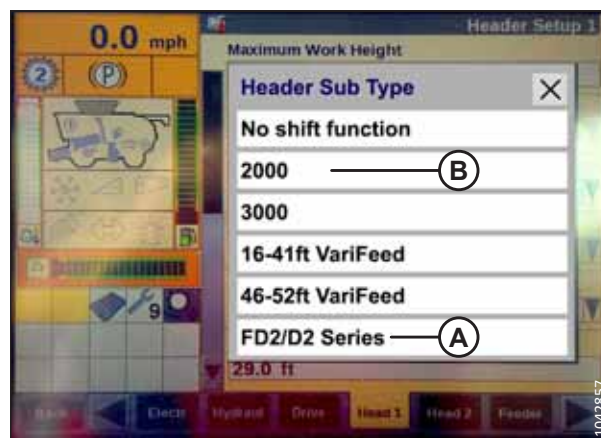 0.0 mph
Header Setup 1
Maximum Work Height
2
(P)
Header Sub Type
No shift function
2000
B
3000
16-41ft VariFeed
46-52ft VariFeed
9
FD2/D2 Series
A
29.0 ft
Back
Electr
Hydraul
Drive
Head 1
Head 2
Feeder
1042857